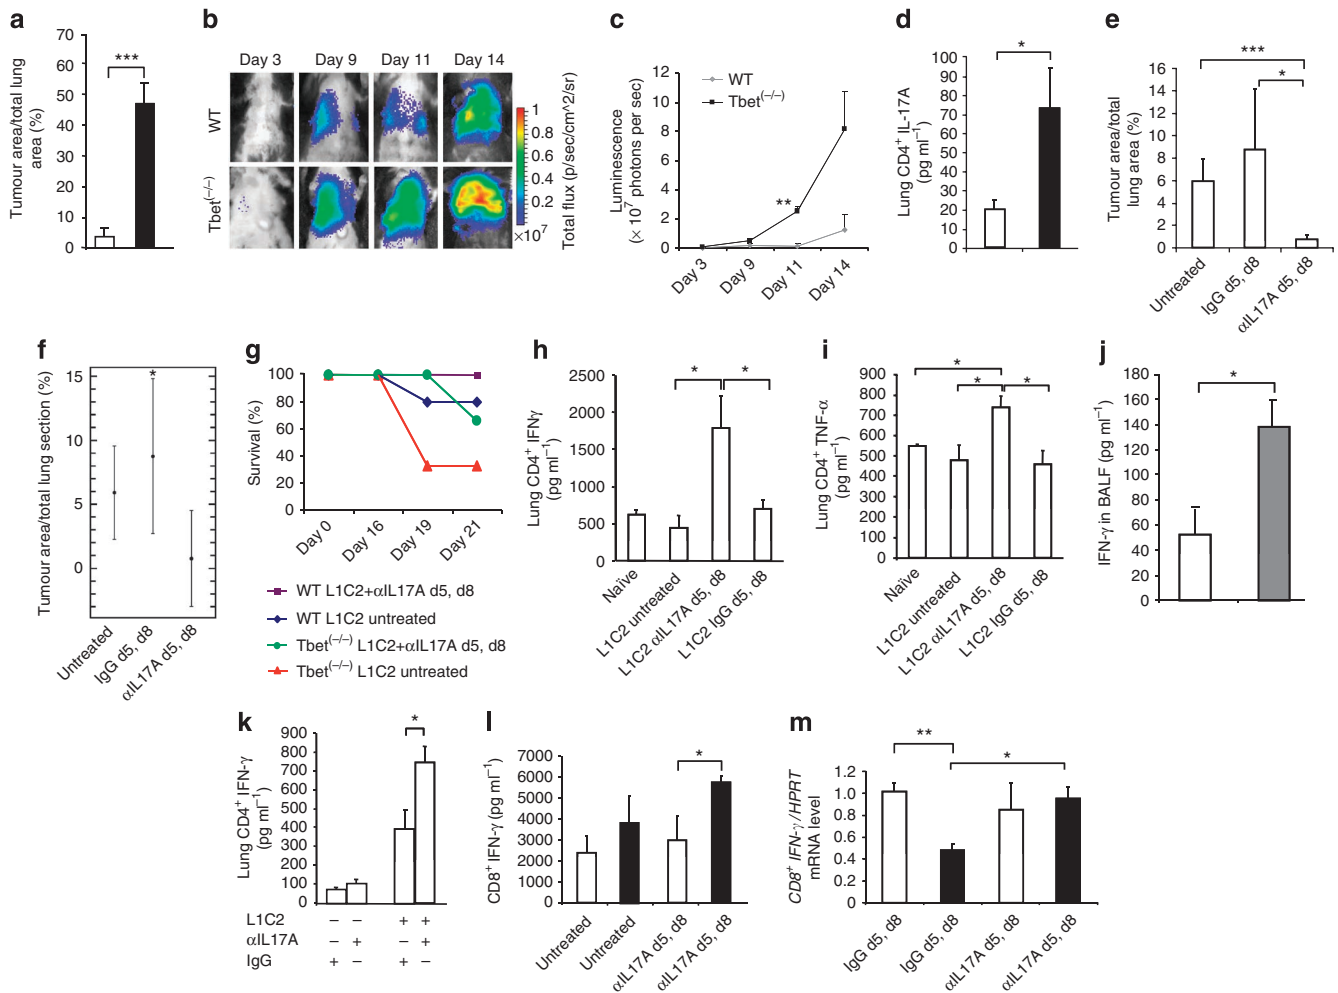 a
Tumour area/total lung
area (%)
70
60
50
40
30
20
10
0
***
b
Day 3 Day 9 Day 11 Day 14
WT
Tbet(−/−)
1
0.8
0.6
0.4
0.2
×10⁷
Total flux (p/sec/cm^2/sr)
c
Luminescence
(× 10⁷ photons per sec)
12
10
8
6
4
2
0
WT
Tbet(−/−)
**
Day 3 Day 9 Day 11 Day 14
d
Lung CD4⁺ IL-17A
(pg ml⁻¹)
100
90
80
70
60
50
40
30
20
10
0
*
e
Tumour area/total
lung area (%)
16
14
12
10
8
6
4
2
0
***
*
Untreated
IgG d5, d8
αIL17A d5, d8
f
Tumour area/total lung section (%)
15
10
5
0
*
Untreated
IgG d5, d8
αIL17A d5, d8
g
Survival (%)
100
80
60
40
20
0
Day 0 Day 16 Day 19 Day 21
WT L1C2+αIL17A d5, d8
WT L1C2 untreated
Tbet(−/−) L1C2+αIL17A d5, d8
Tbet(−/−) L1C2 untreated
h
Lung CD4⁺ IFNγ
(pg ml⁻¹)
2500
2000
1500
1000
500
0
* *
Naïve
L1C2 untreated
L1C2 αIL17A d5, d8
L1C2 IgG d5, d8
i
Lung CD4⁺ TNF-α
(pg ml⁻¹)
900
800
700
600
500
400
300
200
100
0
*
* *
Naïve
L1C2 untreated
L1C2 αIL17A d5, d8
L1C2 IgG d5, d8
j
IFN-γ in BALF (pg ml⁻¹)
180
160
140
120
100
80
60
40
20
0
*
k
Lung CD4⁺ IFN-γ
(pg ml⁻¹)
900
800
700
600
500
400
300
200
100
0
*
L1C2 − − + +
αIL17A − + − +
IgG + − + −
l
CD8⁺ IFN-γ (pg ml⁻¹)
7000
6000
5000
4000
3000
2000
1000
0
*
Untreated
Untreated
αIL17A d5, d8
αIL17A d5, d8
m
CD8⁺ IFN-γ/HPRT
mRNA level
1.2
1.0
0.8
0.6
0.4
0.2
0
**
*
IgG d5, d8
IgG d5, d8
αIL17A d5, d8
αIL17A d5, d8